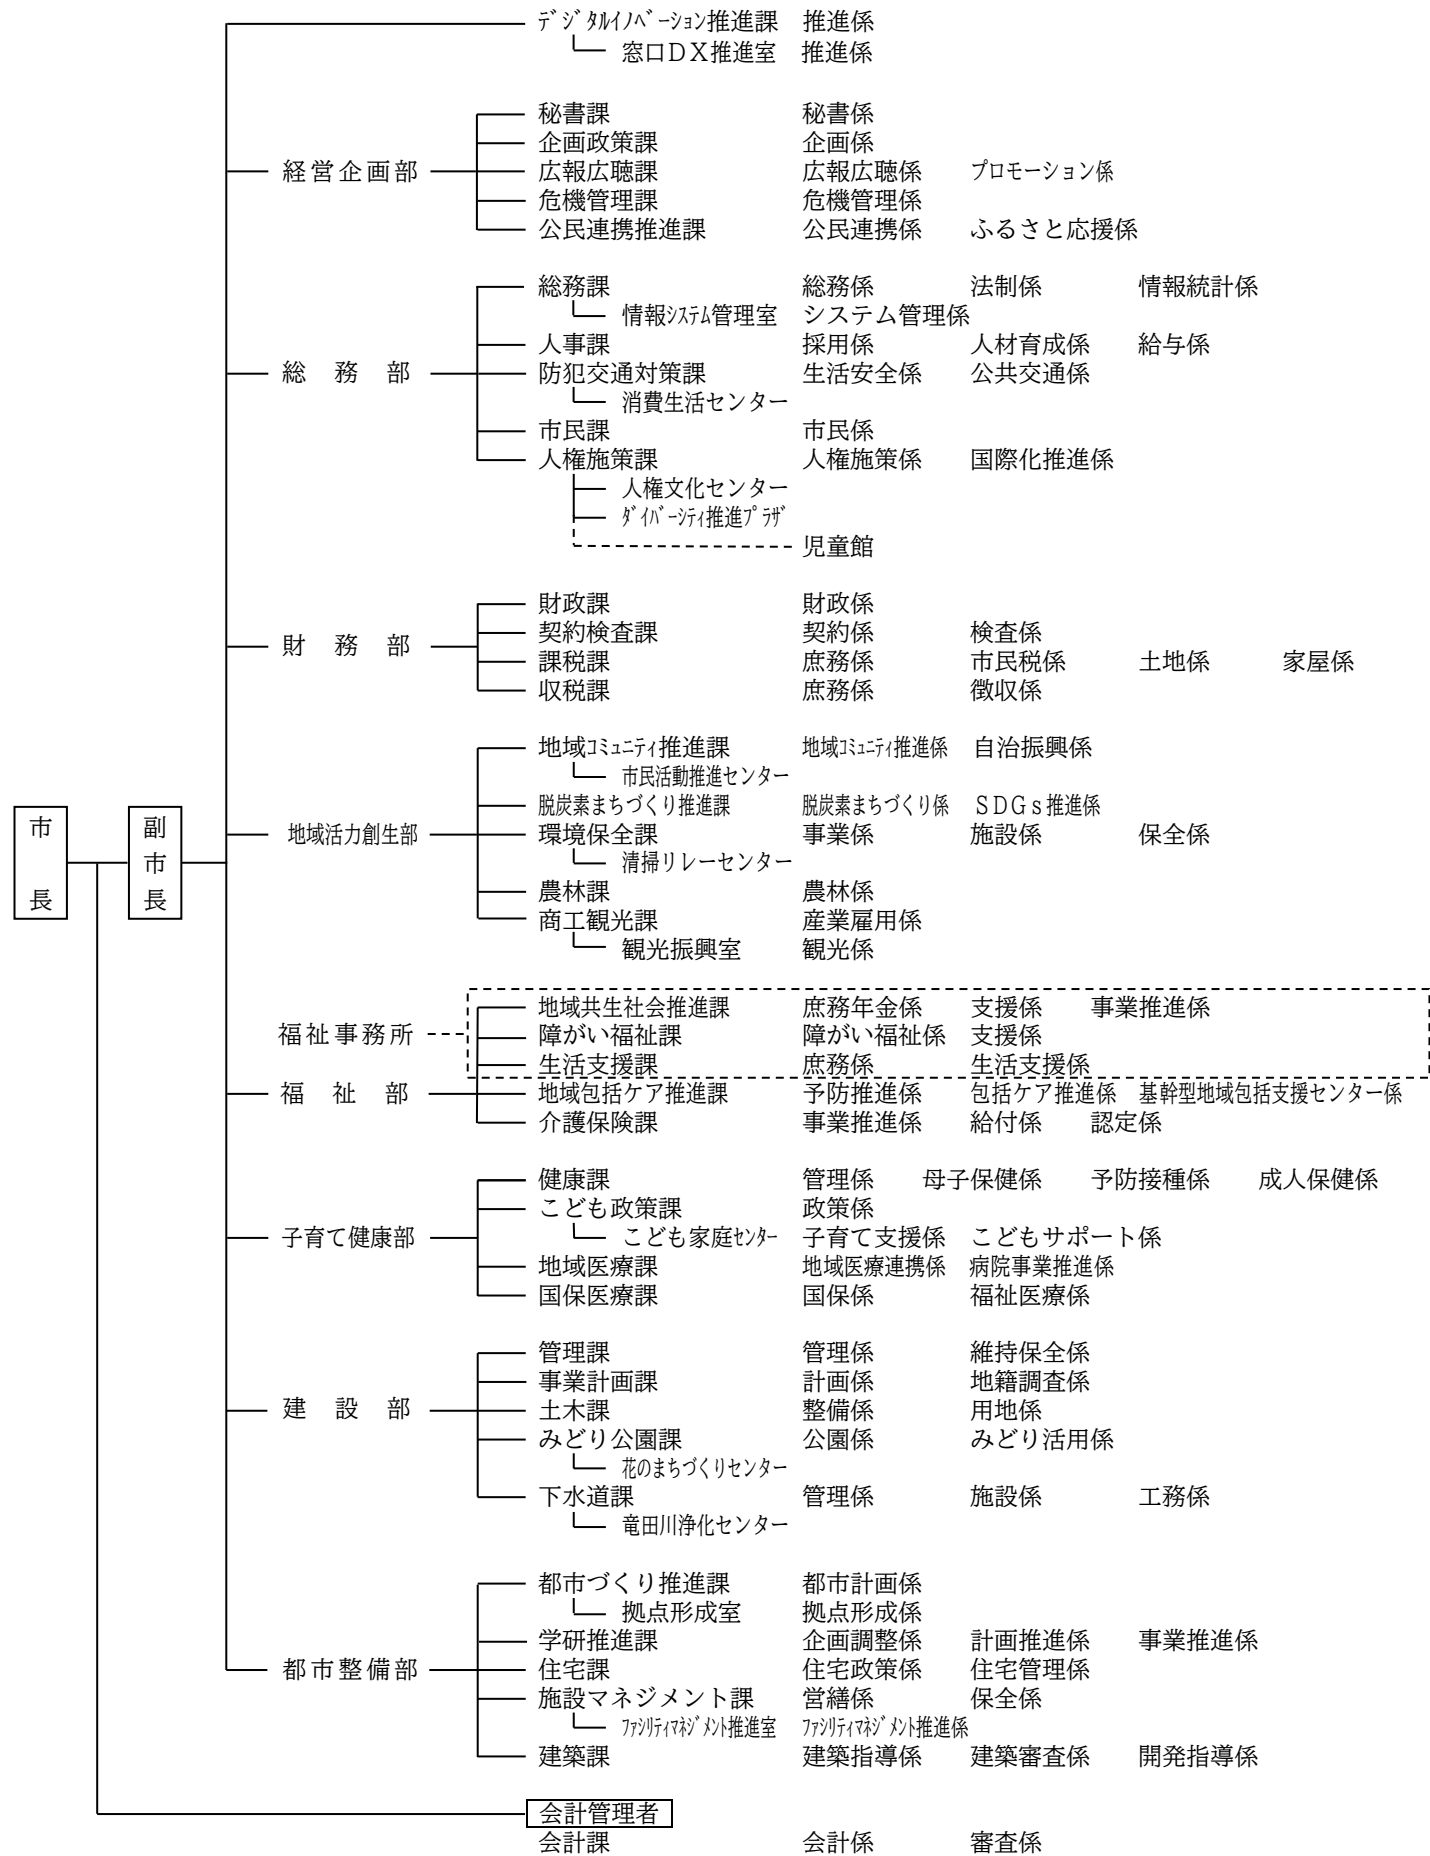 デジタルイノベーション推進課 推進係
窓口DX推進室 推進係
秘書課 秘書係
企画政策課 企画係
経営企画部 広報広聴課 広報広聴係 プロモーション係
危機管理課 危機管理係
公民連携推進課 公民連携係 ふるさと応援係
総務課 総務係 法制係 情報統計係
情報システム管理室 システム管理係
人事課 採用係 人材育成係 給与係
総務部 防犯交通対策課 生活安全係 公共交通係
消費生活センター
市民課 市民係
人権施策課 人権施策係 国際化推進係
人権文化センター
ダイバーシティ推進プラザ
児童館
財政課 財政係
契約検査課 契約係 検査係
財務部
課税課 庶務係 市民税係 土地係 家屋係
収税課 庶務係 徴収係
地域コミュニティ推進課 地域コミュニティ推進係 自治振興係
市民活動推進センター
脱炭素まちづくり推進課 脱炭素まちづくり係 SDGs推進係
市長 副市長
地域活力創生部 環境保全課 事業係 施設係 保全係
清掃リレーセンター
農林課 農林係
商工観光課 産業雇用係
観光振興室 観光係
地域共生社会推進課 庶務年金係 支援係 事業推進係
福祉事務所 障がい福祉課 障がい福祉係 支援係
生活支援課 庶務係 生活支援係
福祉部 地域包括ケア推進課 予防推進係 包括ケア推進係 基幹型地域包括支援センター係
介護保険課 事業推進係 給付係 認定係
健康課 管理係 母子保健係 予防接種係 成人保健係
こども政策課 政策係
子育て健康部 こども家庭センター 子育て支援係 こどもサポート係
地域医療課 地域医療連携係 病院事業推進係
国保医療課 国保係 福祉医療係
管理課 管理係 維持保全係
事業計画課 計画係 地籍調査係
建設部 土木課 整備係 用地係
みどり公園課 公園係 みどり活用係
花のまちづくりセンター
下水道課 管理係 施設係 工務係
竜田川浄化センター
都市づくり推進課 都市計画係
拠点形成室 拠点形成係
学研推進課 企画調整係 計画推進係 事業推進係
都市整備部 住宅課 住宅政策係 住宅管理係
施設マネジメント課 営繕係 保全係
ファシリティマネジメント推進室 ファシリティマネジメント推進係
建築課 建築指導係 建築審査係 開発指導係
会計管理者
会計課 会計係 審査係